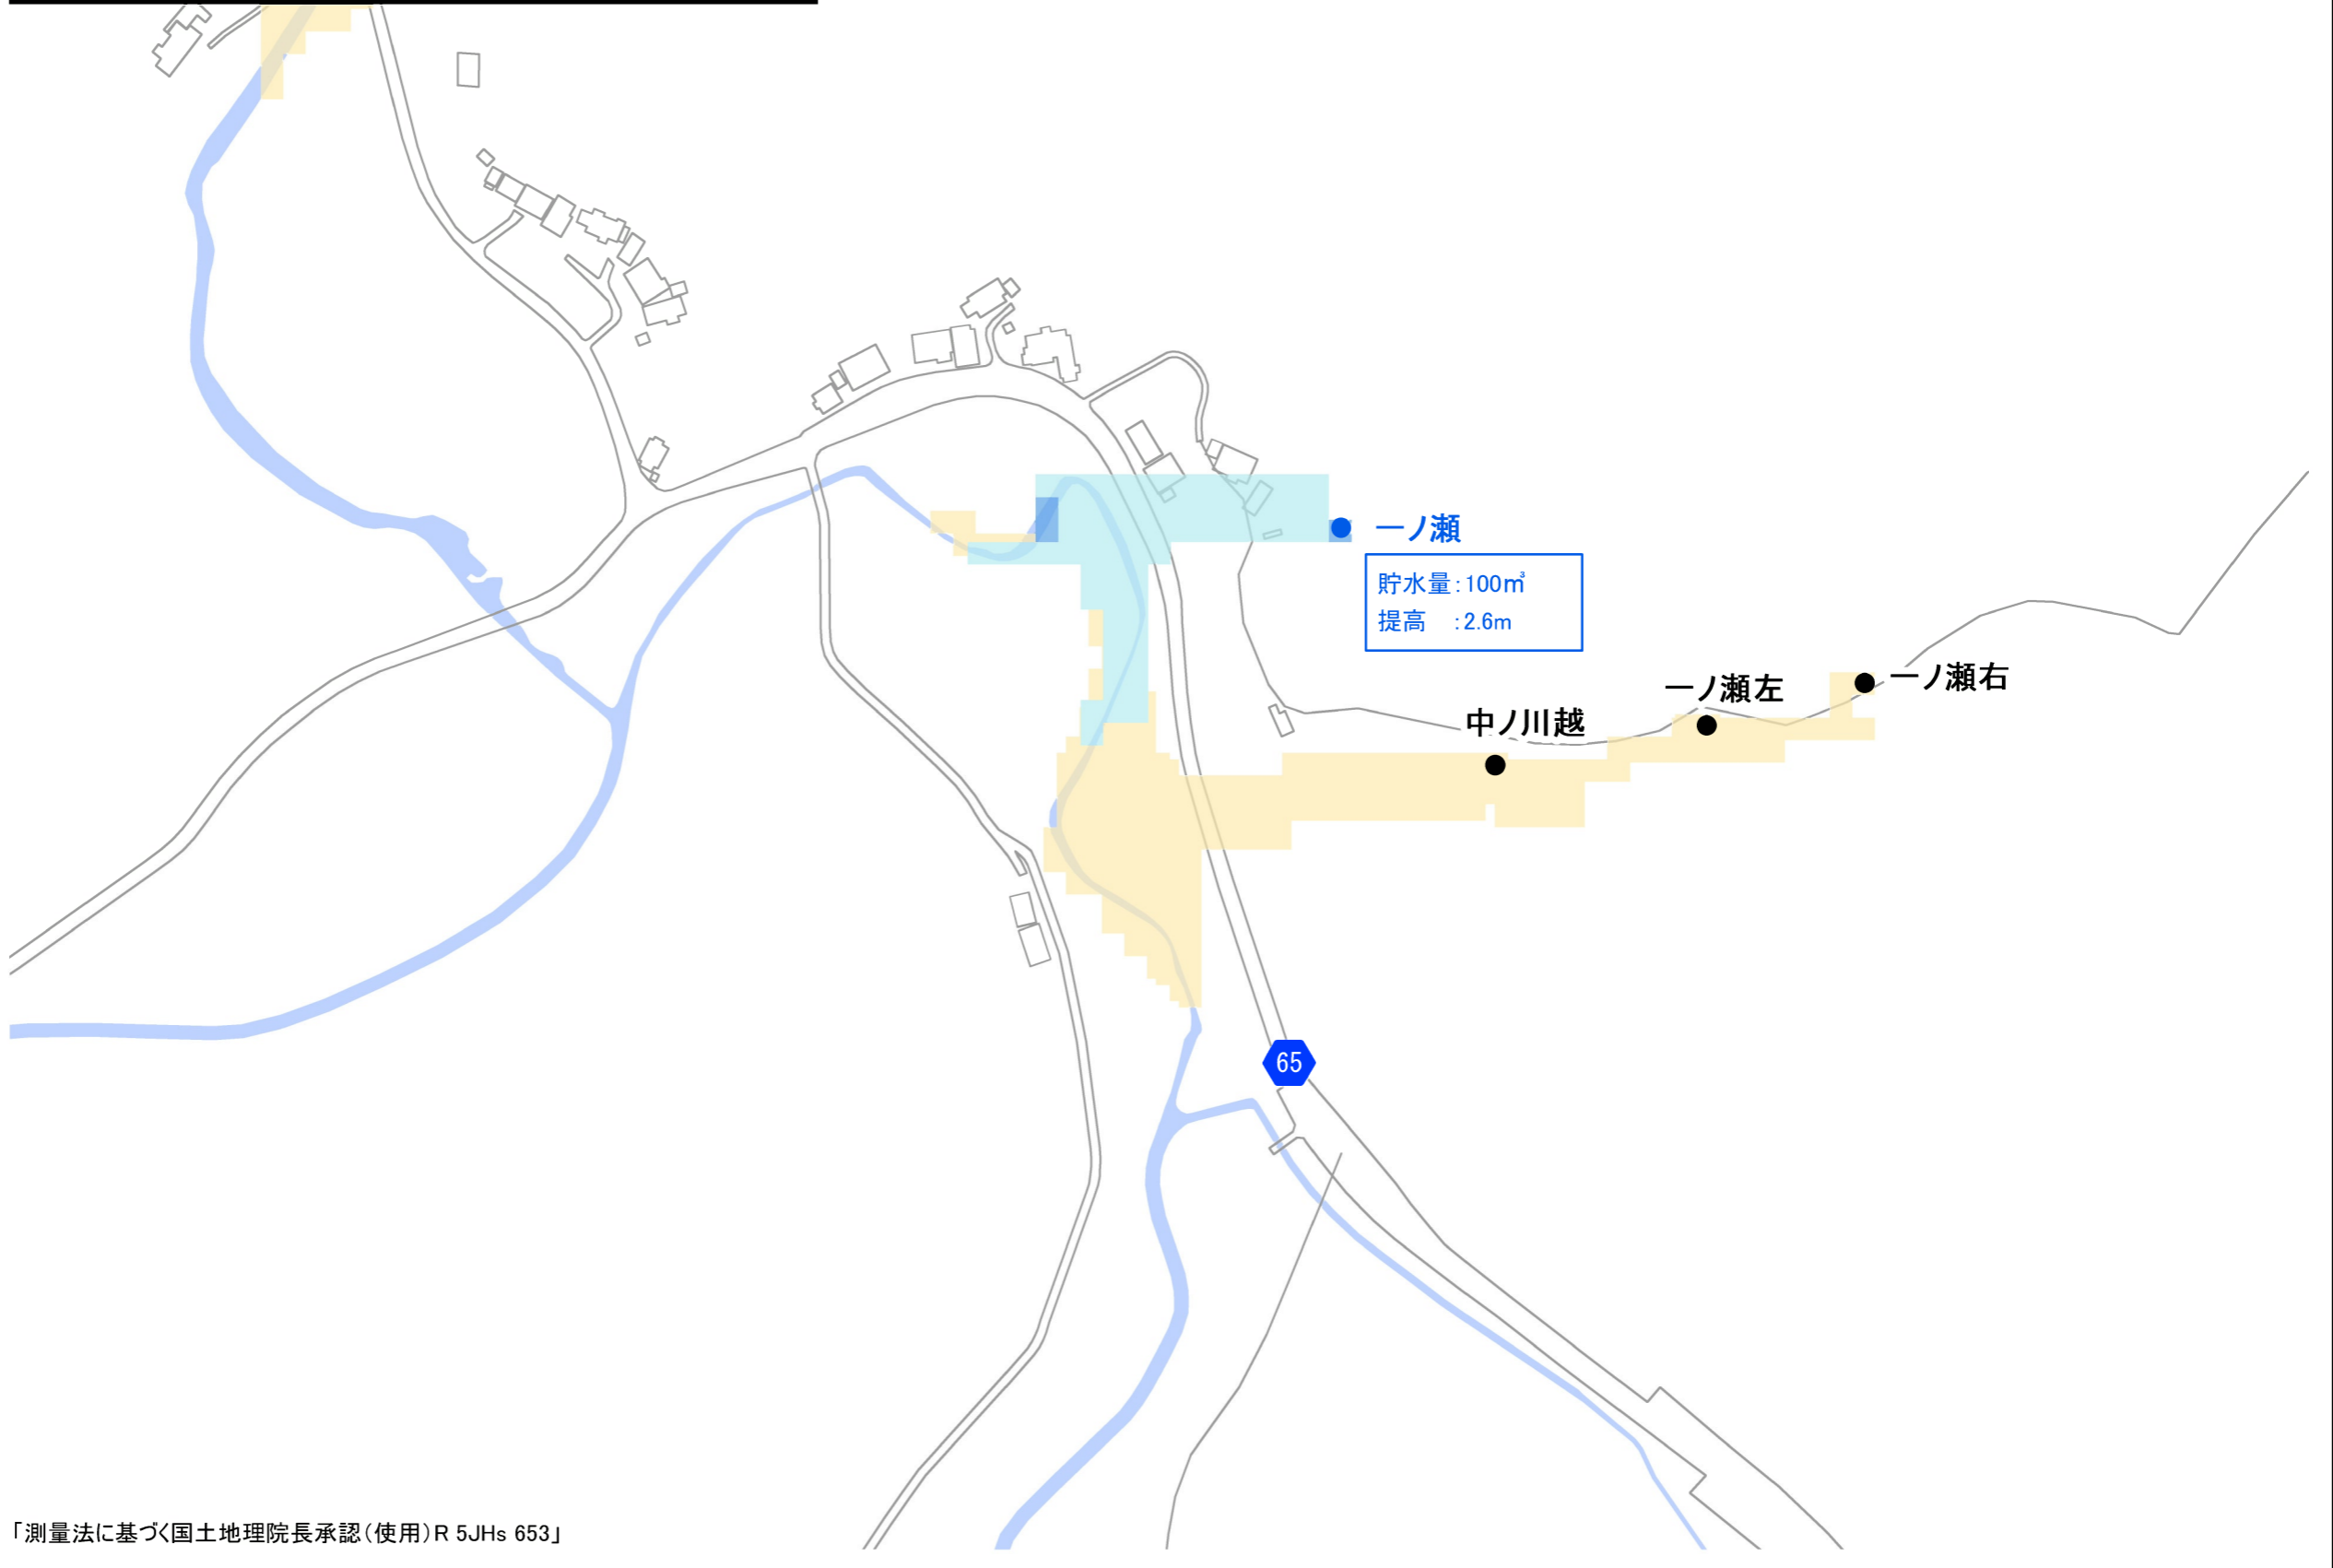 一ノ瀬
貯水量：100㎥
提高　：2.6m
一ノ瀬右
一ノ瀬左
中ノ川越
65
「測量法に基づく国土地理院長承認（使用）R 5JHs 653」